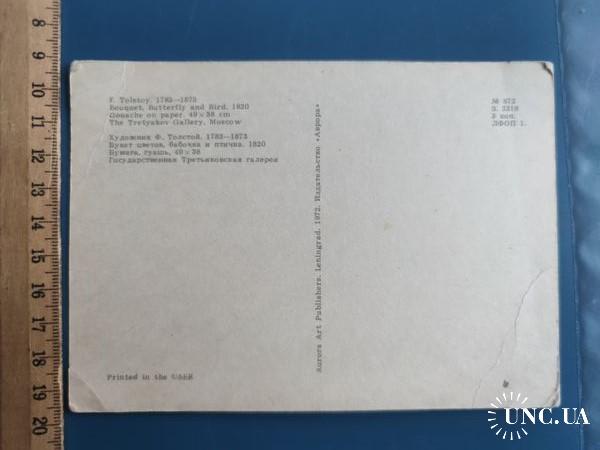 F. Tolstoy. 1783—1873
Bouquet, Butterfly and Bird. 1820
Gouache on paper. 49×38 cm
The Tretyakov Gallery, Moscow
Художник Ф. Толстой. 1783—1873
Букет цветов, бабочка и птичка. 1820
Бумага, гуашь. 49×38
Государственная Третьяковская галерея
Printed in the USSR
Aurora Art Publishers. Leningrad. 1972. Издательство «Аврора»
№ 872
З. 2218
3 коп.
ЛФОП 1.
8
9
10
11
12
13
14
15
16
17
18
19
20
UNC.UA